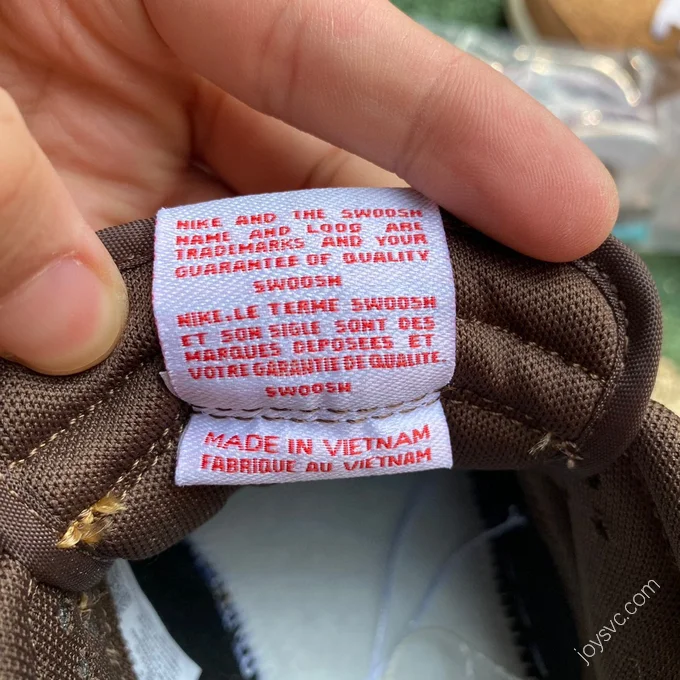 NIKE AND THE SWOOSH
NAME AND LOGO ARE
TRADEMARKS AND YOUR
GUARANTEE OF QUALITY
SWOOSH
NIKE:LE TERME SWOOSH
ET SON SIGLE SONT DES
MARQUES DEPOSEES ET
VOTRE GARANTIE DE QUALITE.
SWOOSH
MADE IN VIETNAM
FABRIQUE AU VIETNAM
joysvc.com